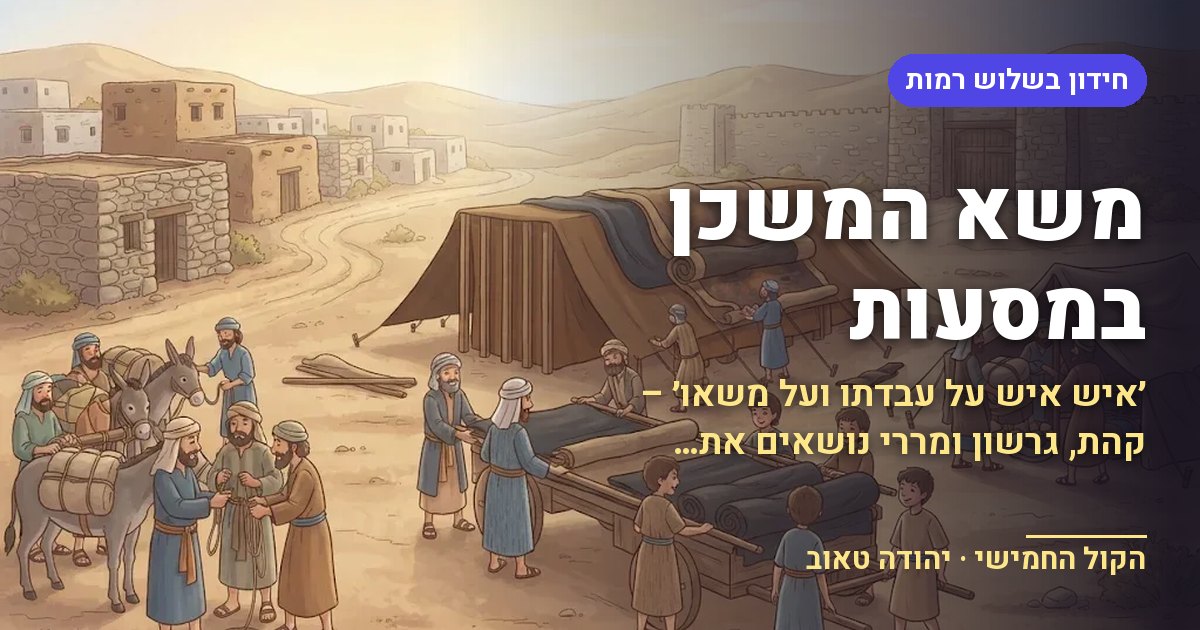 חידון בשלוש רמות
משא המשכן
במסעות
'איש איש על עבדתו ועל משאו' –
קהת, גרשון ומררי נושאים את...
הקול החמישי · יהודה טאוב